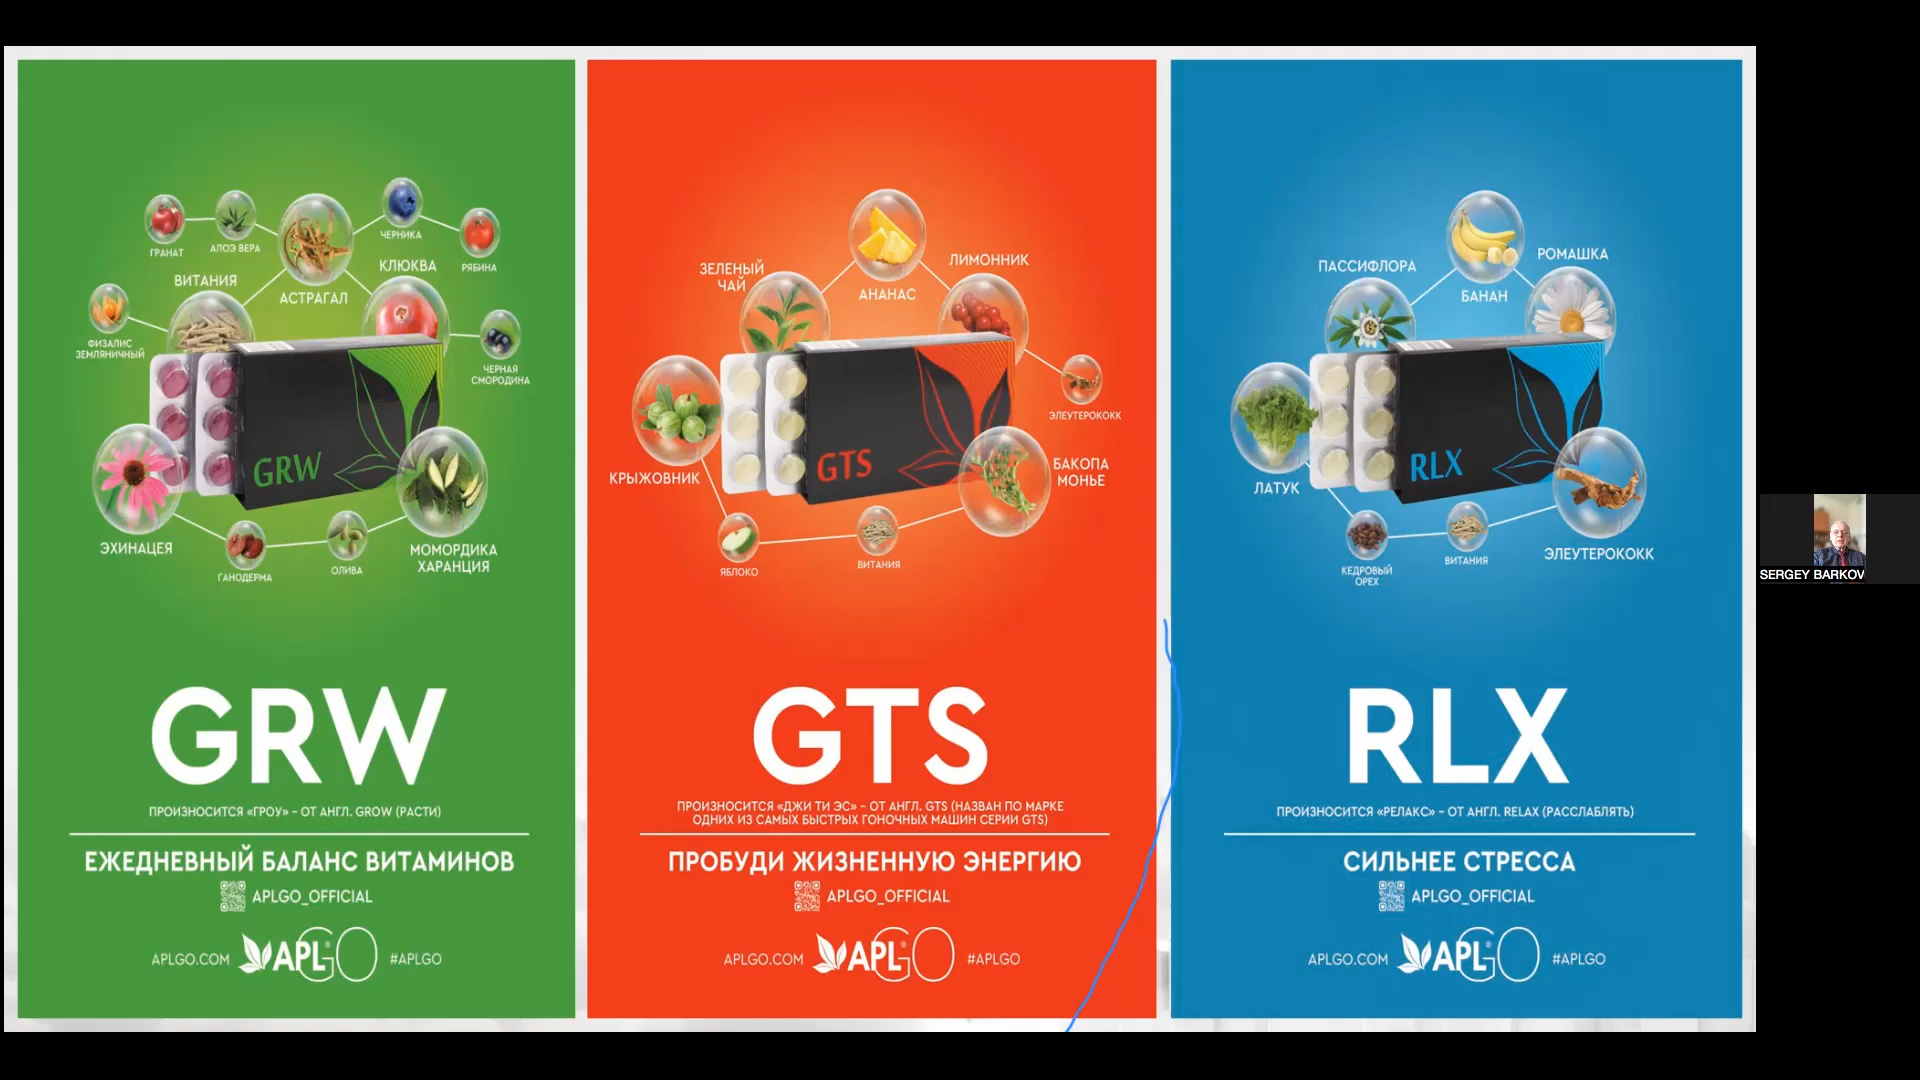 ГРАНАТ
АЛОЭ ВЕРА
ЧЕРНИКА
РЯБИНА
ВИТАНИЯ
АСТРАГАЛ
КЛЮКВА
ФИЗАЛИС
ЗЕМЛЯНИЧНЫЙ
ЧЕРНАЯ
СМОРОДИНА
GRW
ЭХИНАЦЕЯ
ГАНОДЕРМА
ОЛИВА
МОМОРДИКА
ХАРАНЦИЯ
GRW
ПРОИЗНОСИТСЯ «ГРОУ» – ОТ АНГЛ. GROW (РАСТИ)
ЕЖЕДНЕВНЫЙ БАЛАНС ВИТАМИНОВ
APLGO_OFFICIAL
APLGO.COM APLGO #APLGO
ЗЕЛЕНЫЙ
ЧАЙ
АНАНАС
ЛИМОННИК
ЭЛЕУТЕРОКОКК
GTS
КРЫЖОВНИК
БАКОПА
МОНЬЕ
ЯБЛОКО
ВИТАНИЯ
GTS
ПРОИЗНОСИТСЯ «ДЖИ ТИ ЭС» – ОТ АНГЛ. GTS (НАЗВАН ПО МАРКЕ
ОДНИХ ИЗ САМЫХ БЫСТРЫХ ГОНОЧНЫХ МАШИН СЕРИИ GTS)
ПРОБУДИ ЖИЗНЕННУЮ ЭНЕРГИЮ
APLGO_OFFICIAL
APLGO.COM APLGO #APLGO
ПАССИФЛОРА
БАНАН
РОМАШКА
RLX
ЛАТУК
КЕДРОВЫЙ
ОРЕХ
ВИТАНИЯ
ЭЛЕУТЕРОКОКК
RLX
ПРОИЗНОСИТСЯ «РЕЛАКС» – ОТ АНГЛ. RELAX (РАССЛАБЛЯТЬ)
СИЛЬНЕЕ СТРЕССА
APLGO_OFFICIAL
APLGO.COM APLGO #APLGO
SERGEY BARKOV